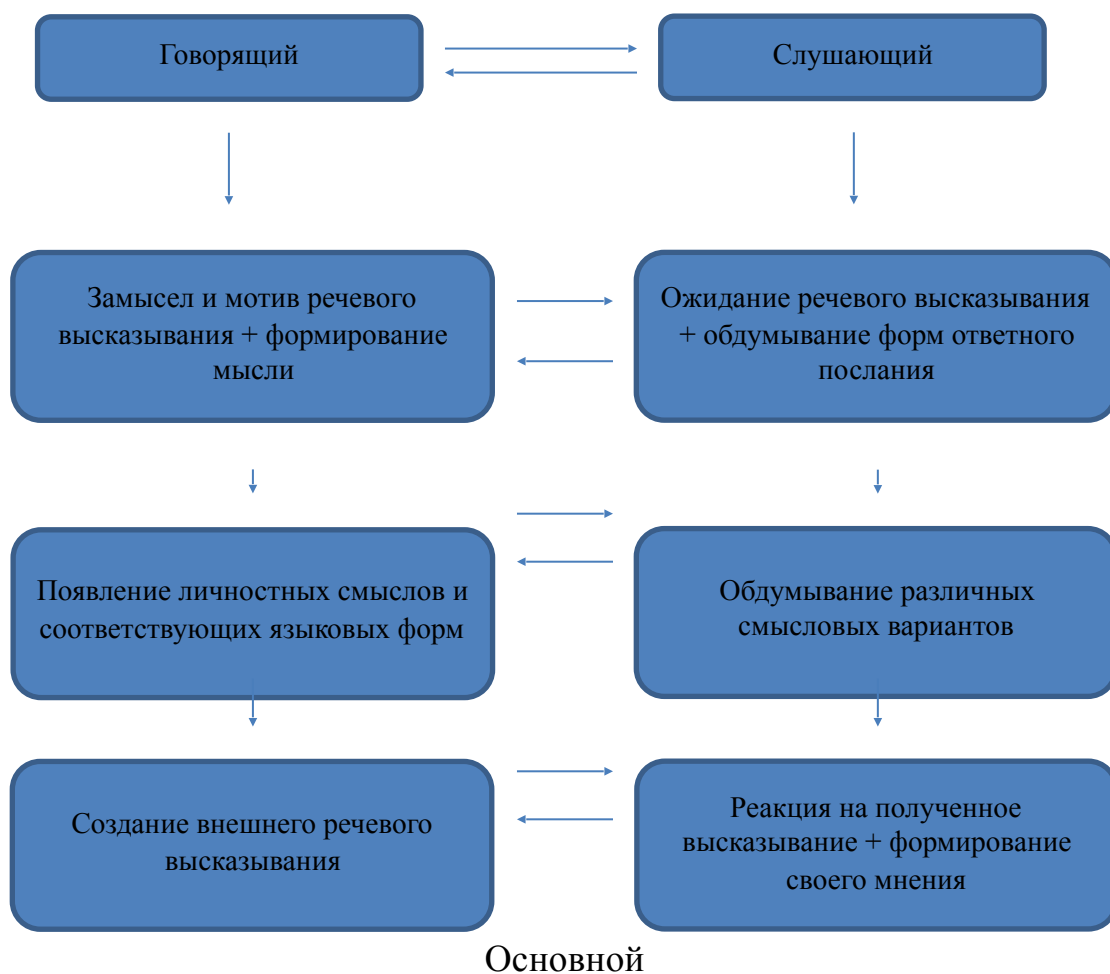 Говорящий
Слушающий
Замысел и мотив речевого
высказывания + формирование
мысли
Ожидание речевого высказывания
+ обдумывание форм ответного
послания
Появление личностных смыслов и
соответствующих языковых форм
Обдумывание различных
смысловых вариантов
Создание внешнего речевого
высказывания
Реакция на полученное
высказывание + формирование
своего мнения
Основной